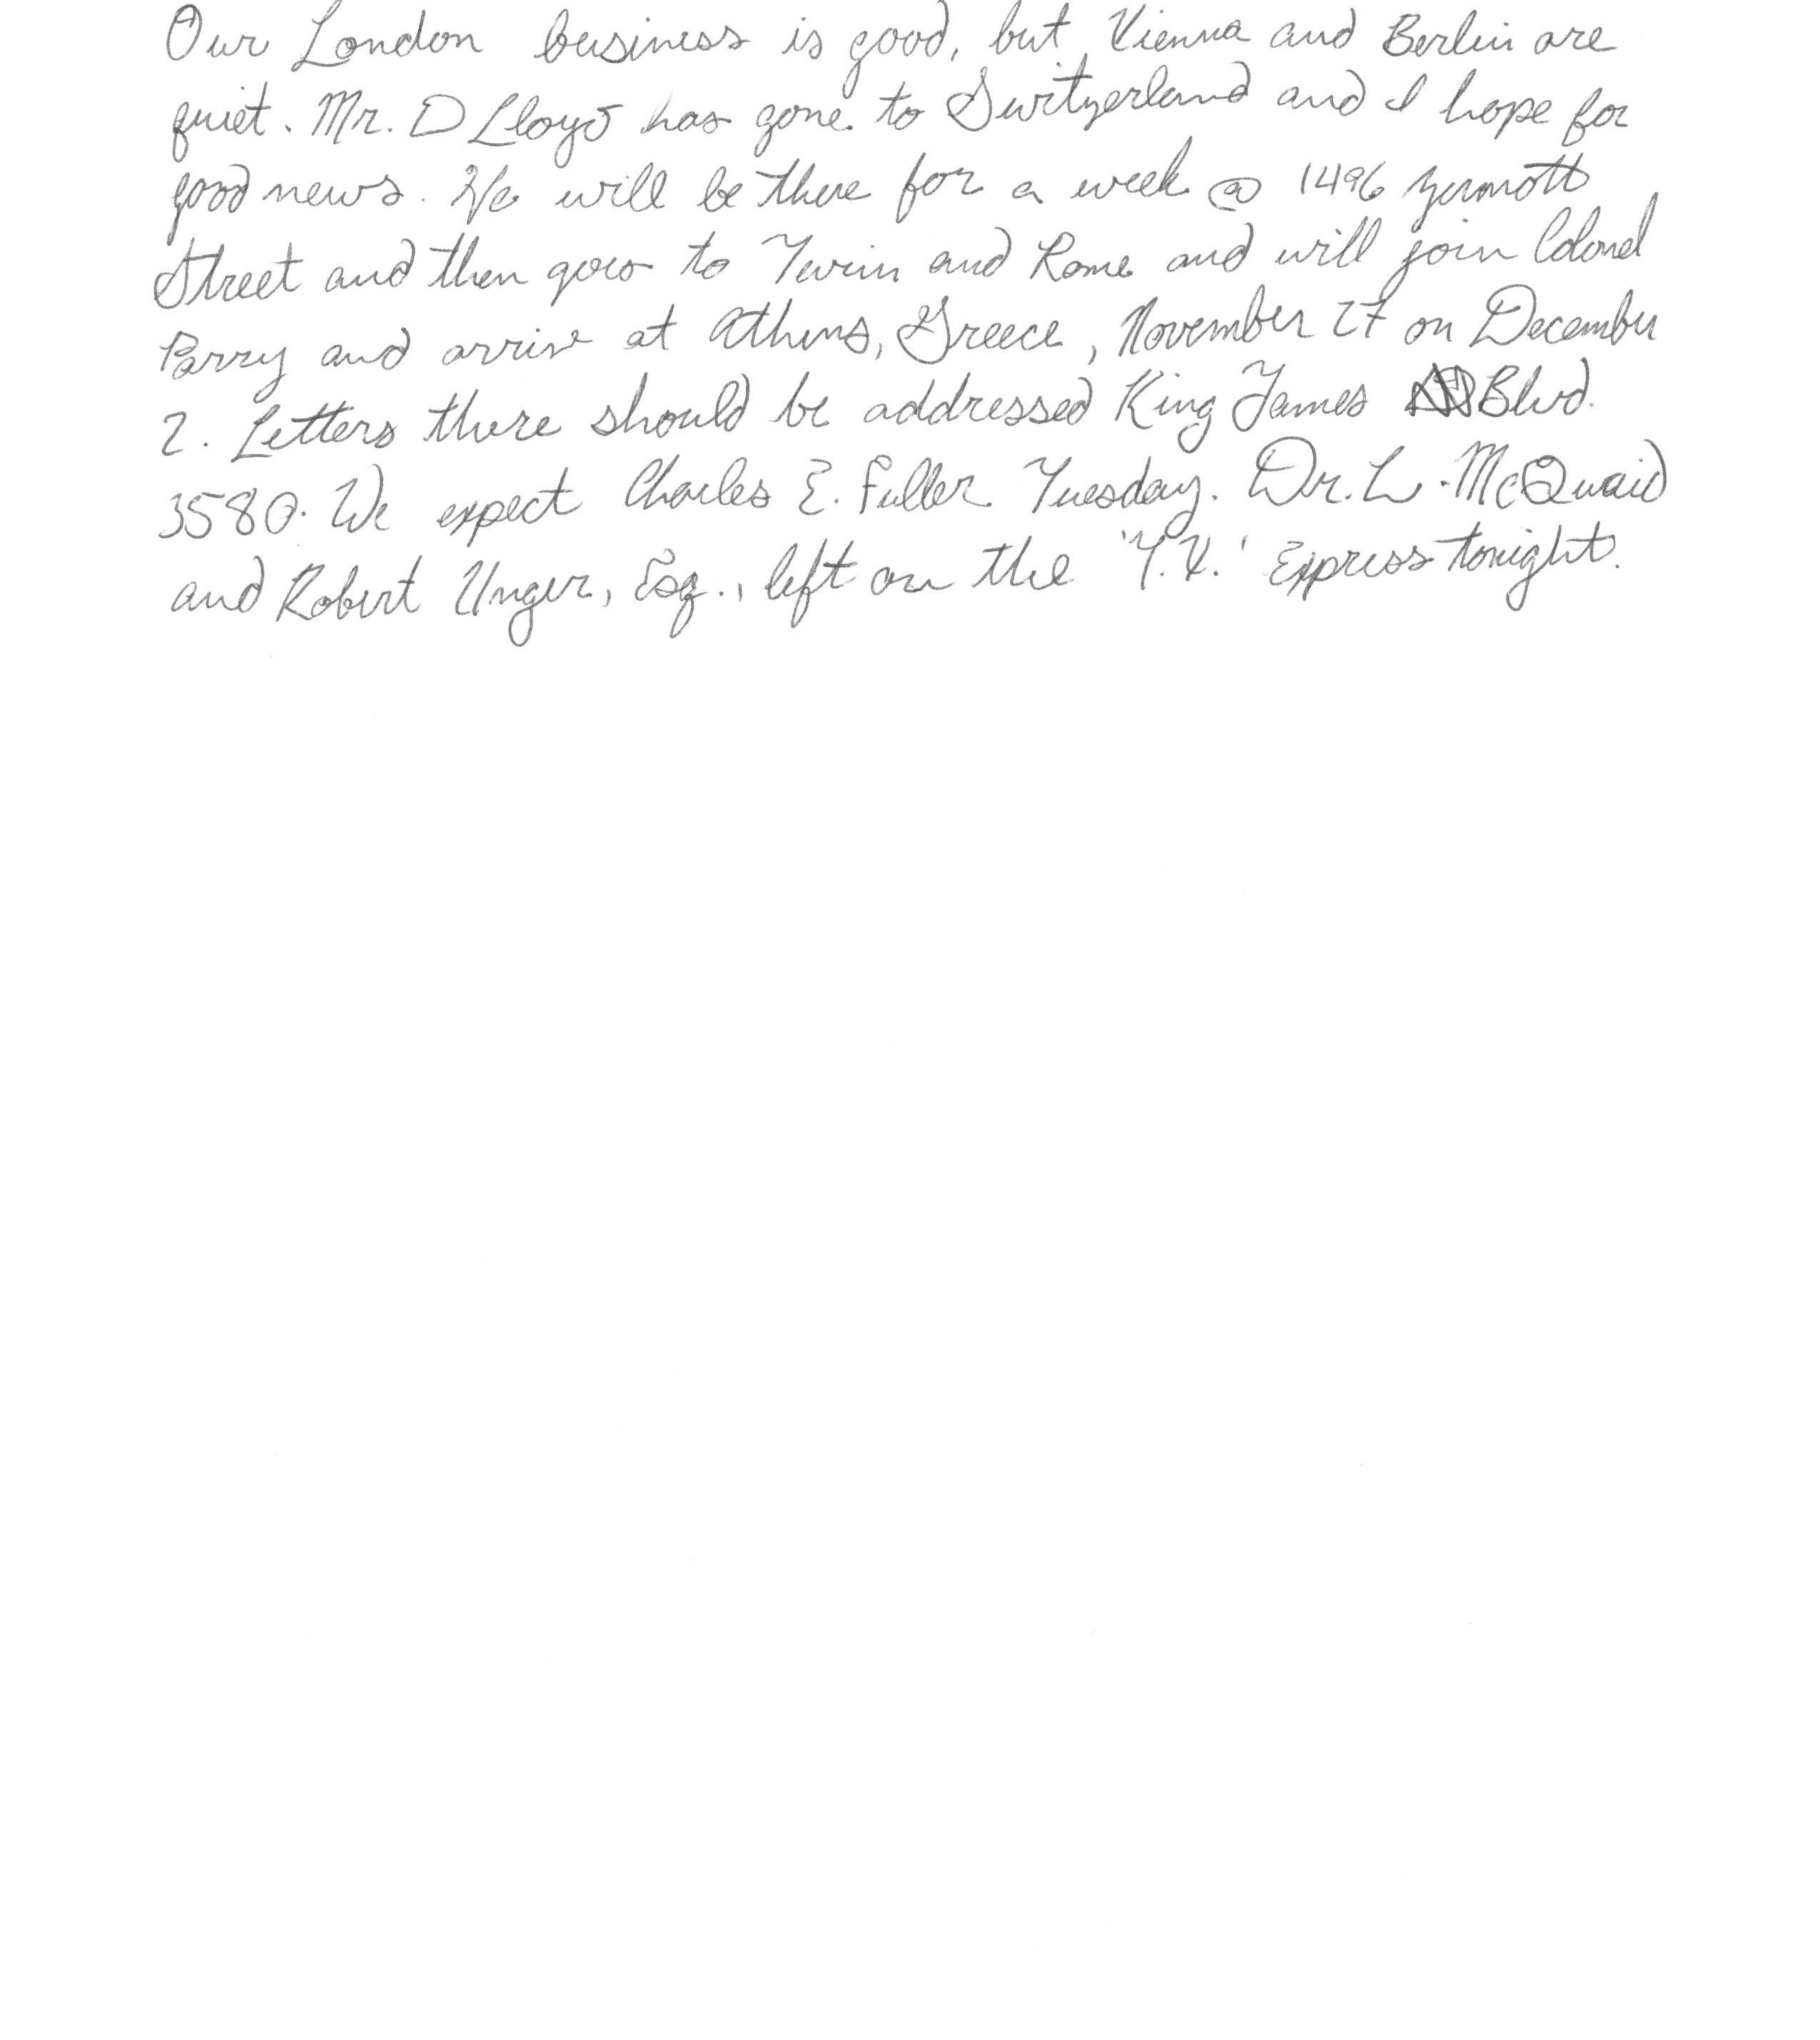 Our London business is good, but Vienna and Berlin are
quiet. Mr. D Lloyd has gone to Switzerland and I hope for
good news. He will be there for a week @ 1496 Zermott
Street and then goes to Turin and Rome and will join Colonel
Parry and arrive at Athens, Greece, November 27 on December
2. Letters there should be addressed King James Blvd.
3580. We expect Charles E. Fuller Tuesday. Dr. L. McQuaid
and Robert Unger, Esq., left on the 'Y.X.' Express tonight.